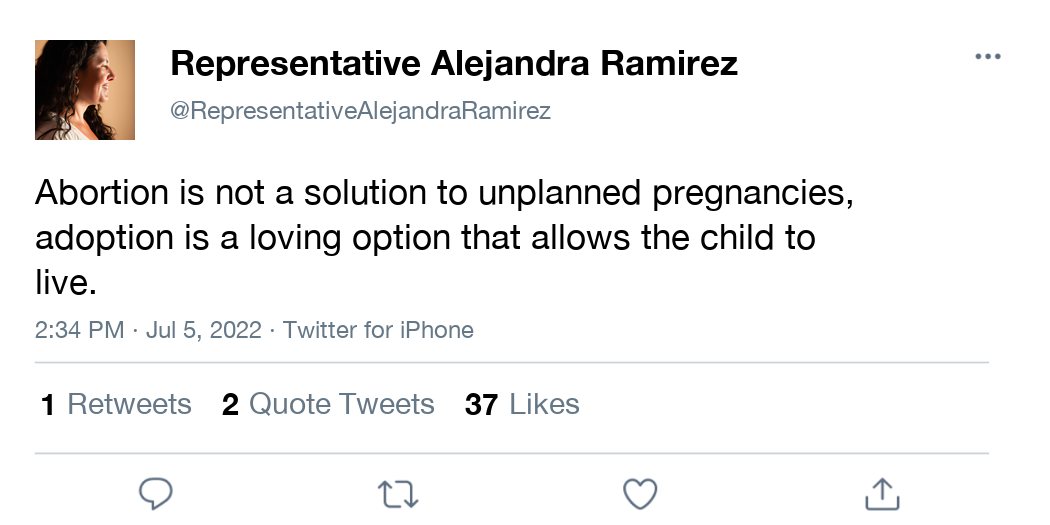 Representative Alejandra Ramirez
@RepresentativeAlejandraRamirez
Abortion is not a solution to unplanned pregnancies,
adoption is a loving option that allows the child to
live.
2:34 PM · Jul 5, 2022 · Twitter for iPhone
1 Retweets 2 Quote Tweets 37 Likes